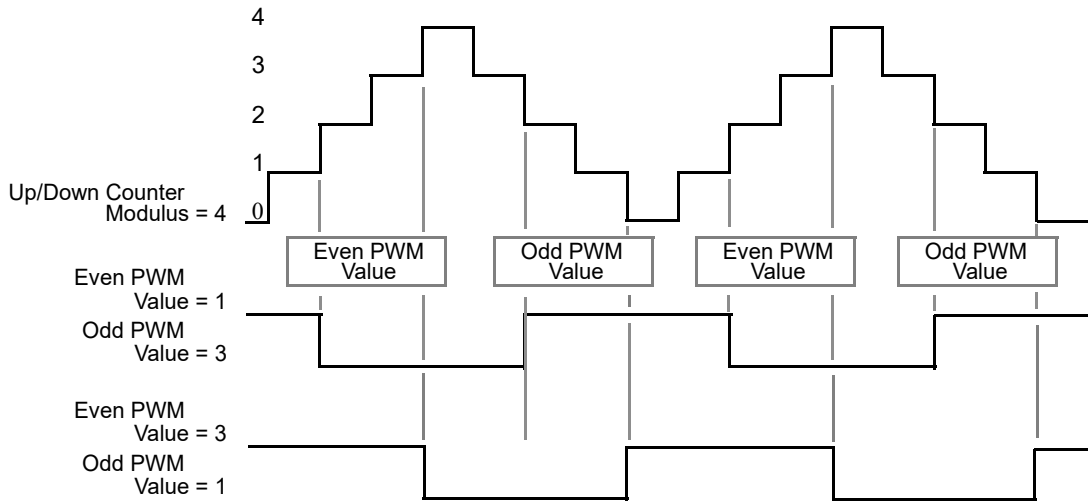 4
3
2
1
Up/Down Counter
Modulus = 4
0
Even PWM
Value
Odd PWM
Value
Even PWM
Value
Odd PWM
Value
Even PWM
Value = 1
Odd PWM
Value = 3
Even PWM
Value = 3
Odd PWM
Value = 1